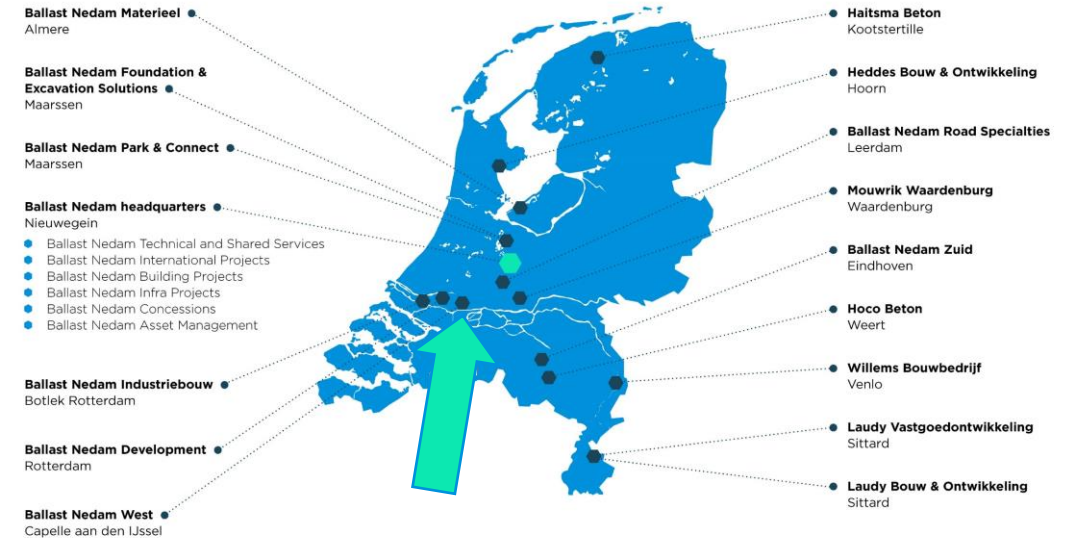 Ballast Nedam Materieel
Almere
Ballast Nedam Foundation &
Excavation Solutions
Maarssen
Ballast Nedam Park & Connect
Maarssen
Ballast Nedam headquarters
Nieuwegein
Ballast Nedam Technical and Shared Services
Ballast Nedam International Projects
Ballast Nedam Building Projects
Ballast Nedam Infra Projects
Ballast Nedam Concessions
Ballast Nedam Asset Management
Ballast Nedam Industriebouw
Botlek Rotterdam
Ballast Nedam Development
Rotterdam
Ballast Nedam West
Capelle aan den IJssel
Haitsma Beton
Kootstertille
Heddes Bouw & Ontwikkeling
Hoorn
Ballast Nedam Road Specialties
Leerdam
Mouwrik Waardenburg
Waardenburg
Ballast Nedam Zuid
Eindhoven
Hoco Beton
Weert
Willems Bouwbedrijf
Venlo
Laudy Vastgoedontwikkeling
Sittard
Laudy Bouw & Ontwikkeling
Sittard